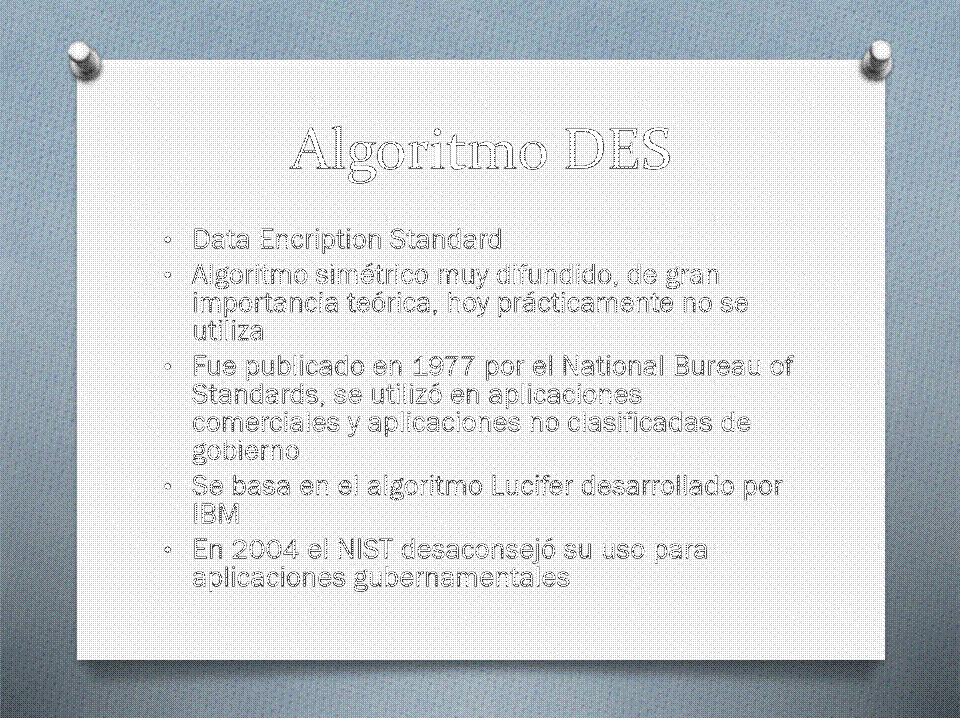 Algoritmo DES
• Data Encription Standard
• Algoritmo simétrico muy difundido, de gran
importancia teórica, hoy prácticamente no se
utiliza
• Fue publicado en 1977 por el National Bureau of
Standards, se utilizó en aplicaciones
comerciales y aplicaciones no clasificadas de
gobierno
• Se basa en el algoritmo Lucifer desarrollado por
IBM
• En 2004 el NIST desaconsejó su uso para
aplicaciones gubernamentales